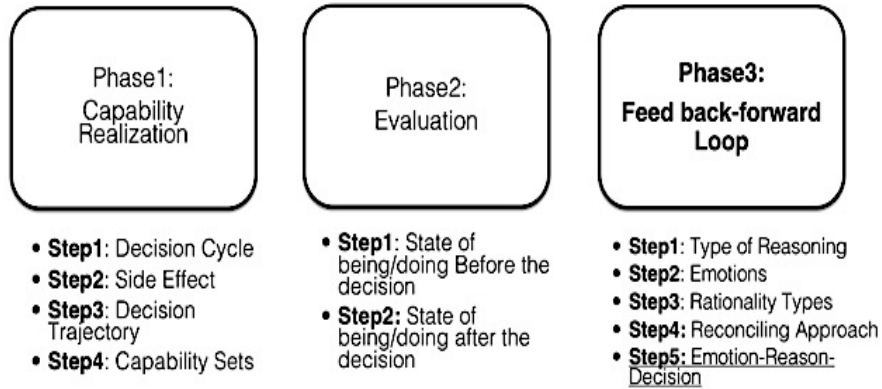 Phase1:
Capability
Realization
• Step1: Decision Cycle
• Step2: Side Effect
• Step3: Decision
Trajectory
• Step4: Capability Sets
Phase2:
Evaluation
• Step1: State of
being/doing Before the
decision
• Step2: State of
being/doing after the
decision
Phase3:
Feed back-forward
Loop
• Step1: Type of Reasoning
• Step2: Emotions
• Step3: Rationality Types
• Step4: Reconciling Approach
• Step5: Emotion-Reason-
Decision